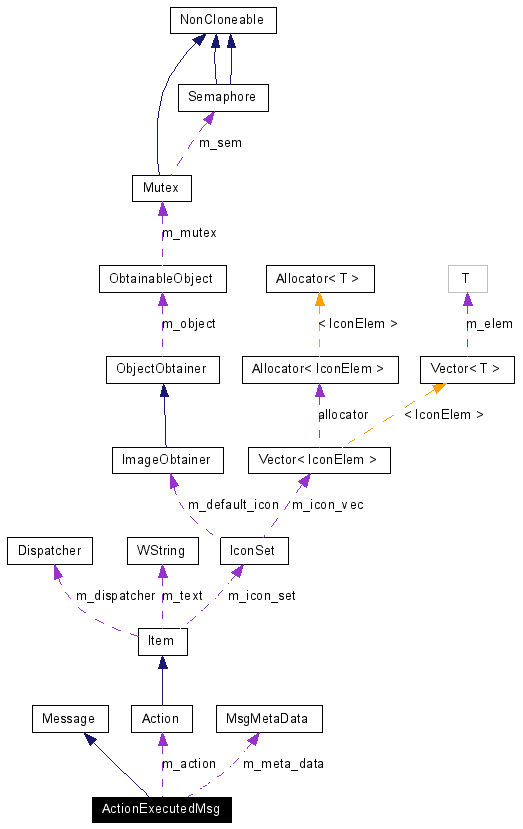 NonCloneable
Semaphore
m_sem
Mutex
m_mutex
ObtainableObject
Allocator< T >
T
m_object
< IconElem >
m_elem
ObjectObtainer
Allocator< IconElem >
Vector< T >
allocator
< IconElem >
ImageObtainer
Vector< IconElem >
m_default_icon
m_icon_vec
Dispatcher
WString
IconSet
m_dispatcher
m_text
m_icon_set
Item
Message
Action
MsgMetaData
m_action
m_meta_data
ActionExecutedMsg